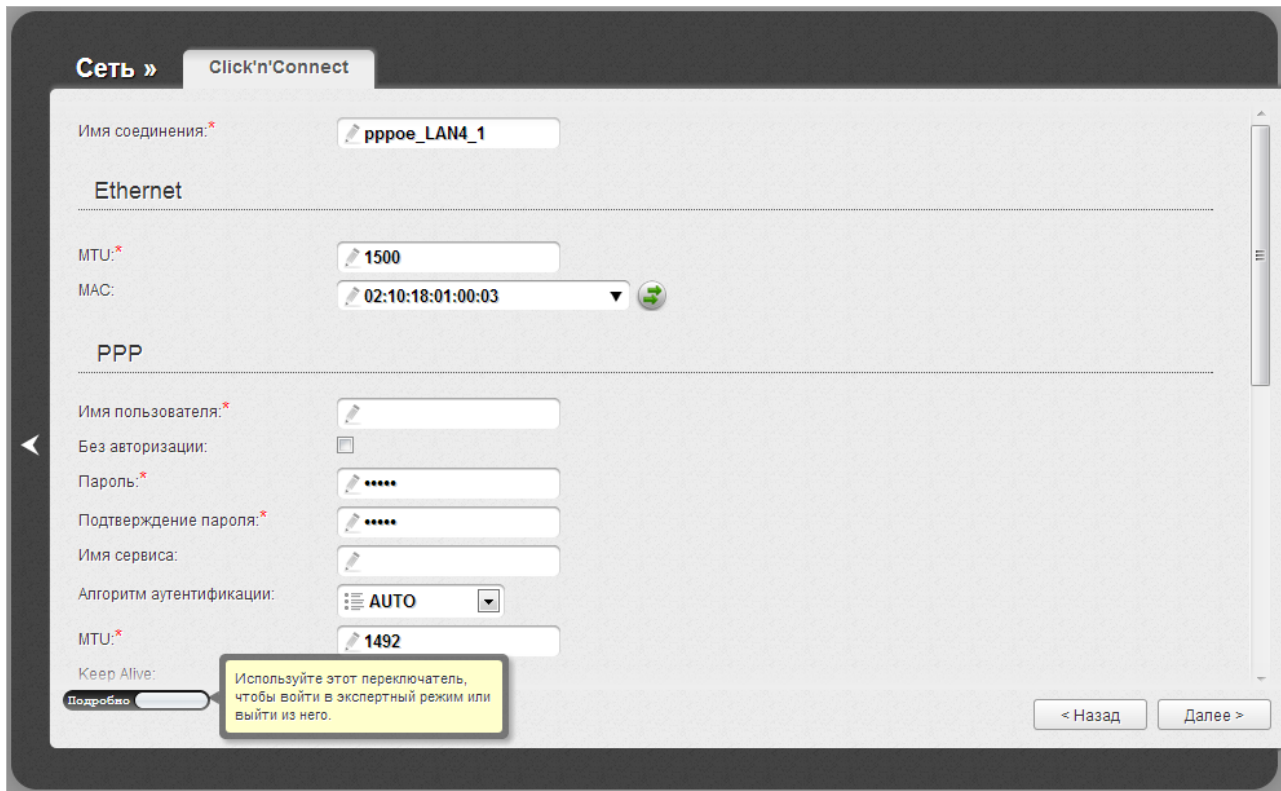 Сеть »
Click'n'Connect
Имя соединения:*
pppoe_LAN4_1
Ethernet
MTU:*
1500
MAC:
02:10:18:01:00:03
PPP
Имя пользователя:*
Без авторизации:
Пароль:*
•••••
Подтверждение пароля:*
•••••
Имя сервиса:
Алгоритм аутентификации:
AUTO
MTU:*
1492
Keep Alive:
Подробно
Используйте этот переключатель,
чтобы войти в экспертный режим или
выйти из него.
< Назад
Далее >